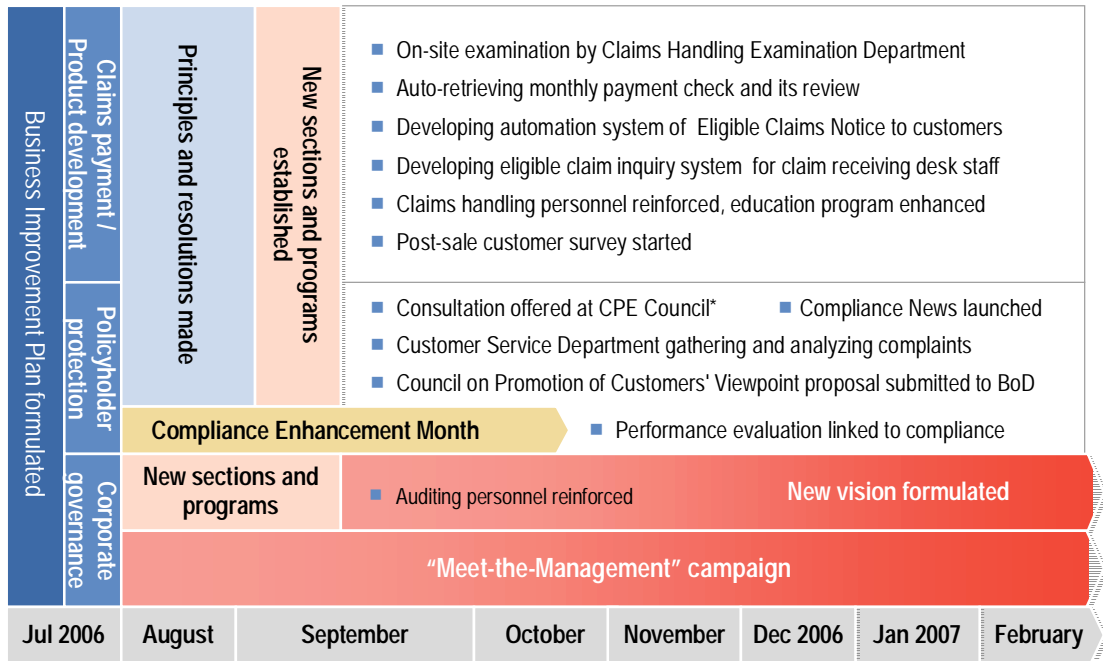 Business Improvement Plan formulated
Claims payment /
Product development
Policyholder
protection
Corporate
governance
Principles and resolutions made
New sections and programs
established
On-site examination by Claims Handling Examination Department
Auto-retrieving monthly payment check and its review
Developing automation system of Eligible Claims Notice to customers
Developing eligible claim inquiry system for claim receiving desk staff
Claims handling personnel reinforced, education program enhanced
Post-sale customer survey started
Consultation offered at CPE Council*
Compliance News launched
Customer Service Department gathering and analyzing complaints
Council on Promotion of Customers' Viewpoint proposal submitted to BoD
Compliance Enhancement Month
Performance evaluation linked to compliance
New sections and
programs
Auditing personnel reinforced
New vision formulated
“Meet-the-Management” campaign
Jul 2006
August
September
October
November
Dec 2006
Jan 2007
February